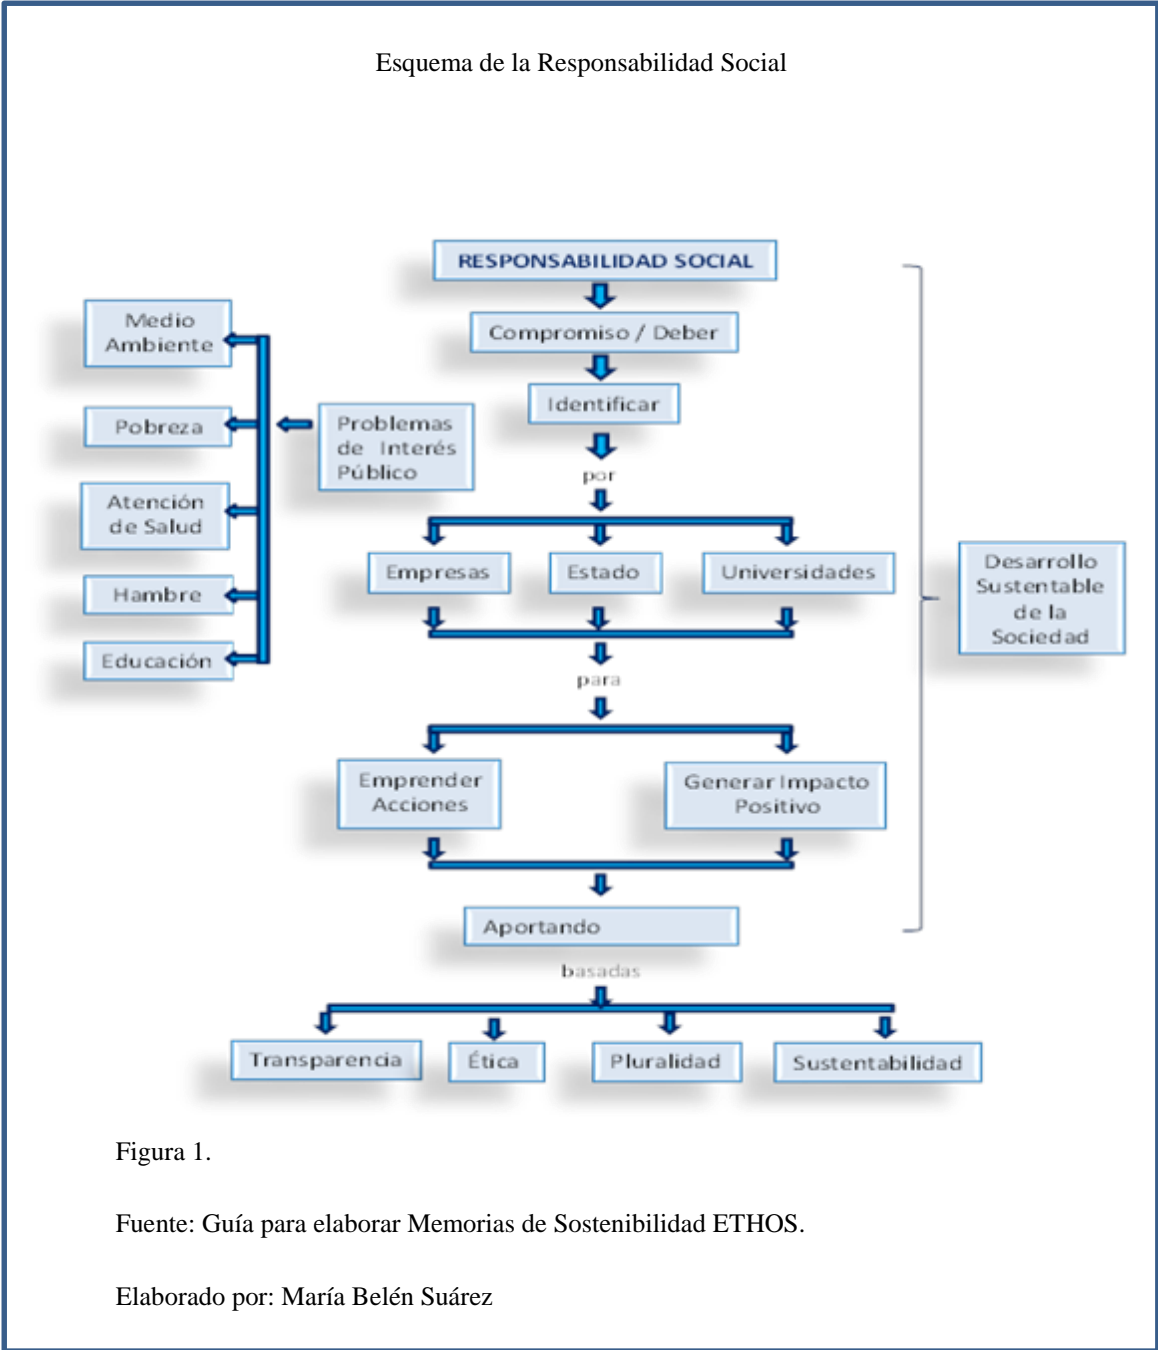 Esquema de la Responsabilidad Social
RESPONSABILIDAD SOCIAL
Compromiso / Deber
Identificar
Medio
Ambiente
Pobreza
Atención
de Salud
Hambre
Educación
Problemas
de Interés
Público
por
Empresas
Estado
Universidades
para
Emprender
Acciones
Generar Impacto
Positivo
Aportando
basadas
Transparencia
Ética
Pluralidad
Sustentabilidad
Desarrollo
Sustentable
de la
Sociedad
Figura 1.
Fuente: Guía para elaborar Memorias de Sostenibilidad ETHOS.
Elaborado por: María Belén Suárez